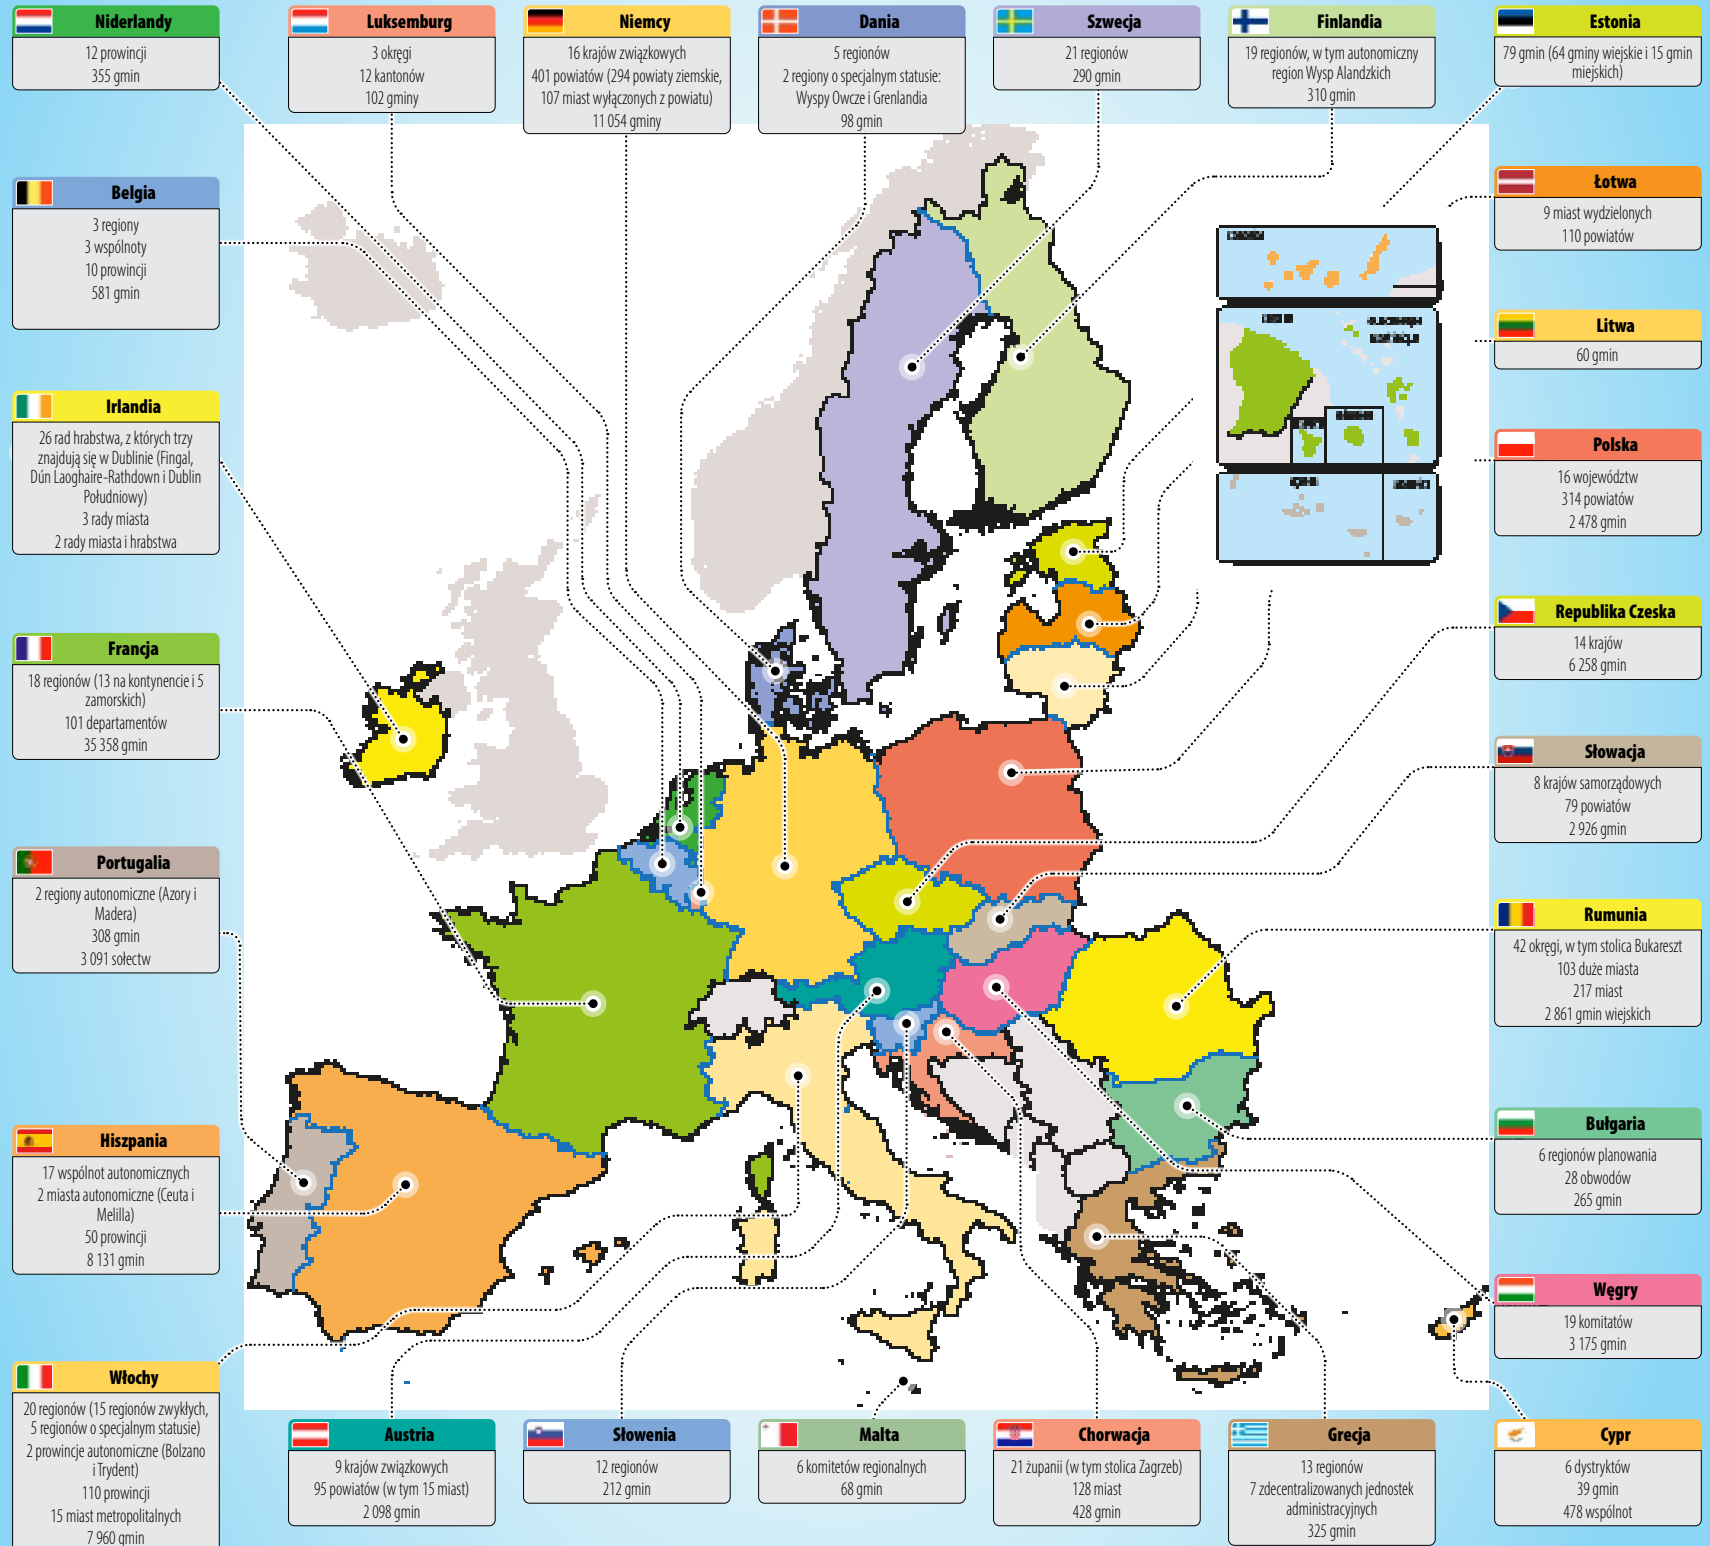 Niderlandy
12 prowincji
355 gmin
Luksemburg
3 okręgi
12 kantonów
102 gminy
Niemcy
16 krajów związkowych
401 powiatów (294 powiaty ziemskie,
107 miast wyłączonych z powiatu)
11 054 gminy
Dania
5 regionów
2 regiony o specjalnym statusie:
Wyspy Owcze i Grenlandia
98 gmin
Szwecja
21 regionów
290 gmin
Finlandia
19 regionów, w tym autonomiczny
region Wysp Alandzkich
310 gmin
Estonia
79 gmin (64 gminy wiejskie i 15 gmin
miejskich)
Belgia
3 regiony
3 wspólnoty
10 prowincji
581 gmin
Łotwa
9 miast wydzielonych
110 powiatów
Litwa
60 gmin
Irlandia
26 rad hrabstwa, z których trzy
znajdują się w Dublinie (Fingal,
Dún Laoghaire-Rathdown i Dublin
Południowy)
3 rady miasta
2 rady miasta i hrabstwa
Polska
16 województw
314 powiatów
2 478 gmin
Republika Czeska
14 krajów
6 258 gmin
Francja
18 regionów (13 na kontynencie i 5
zamorskich)
101 departamentów
35 358 gmin
Słowacja
8 krajów samorządowych
79 powiatów
2 926 gmin
Portugalia
2 regiony autonomiczne (Azory i
Madera)
308 gmin
3 091 sołectw
Rumunia
42 okręgi, w tym stolica Bukareszt
103 duże miasta
217 miast
2 861 gmin wiejskich
Hiszpania
17 wspólnot autonomicznych
2 miasta autonomiczne (Ceuta i
Melilla)
50 prowincji
8 131 gmin
Bułgaria
6 regionów planowania
28 obwodów
265 gmin
Węgry
19 komitatów
3 175 gmin
Włochy
20 regionów (15 regionów zwykłych,
5 regionów o specjalnym statusie)
2 prowincje autonomiczne (Bolzano
i Trydent)
110 prowincji
15 miast metropolitalnych
7 960 gmin
Austria
9 krajów związkowych
95 powiatów (w tym 15 miast)
2 098 gmin
Słowenia
12 regionów
212 gmin
Malta
6 komitetów regionalnych
68 gmin
Chorwacja
21 żupanii (w tym stolica Zagrzeb)
128 miast
428 gmin
Grecja
13 regionów
7 zdecentralizowanych jednostek
administracyjnych
325 gmin
Cypr
6 dystryktów
39 gmin
478 wspólnot